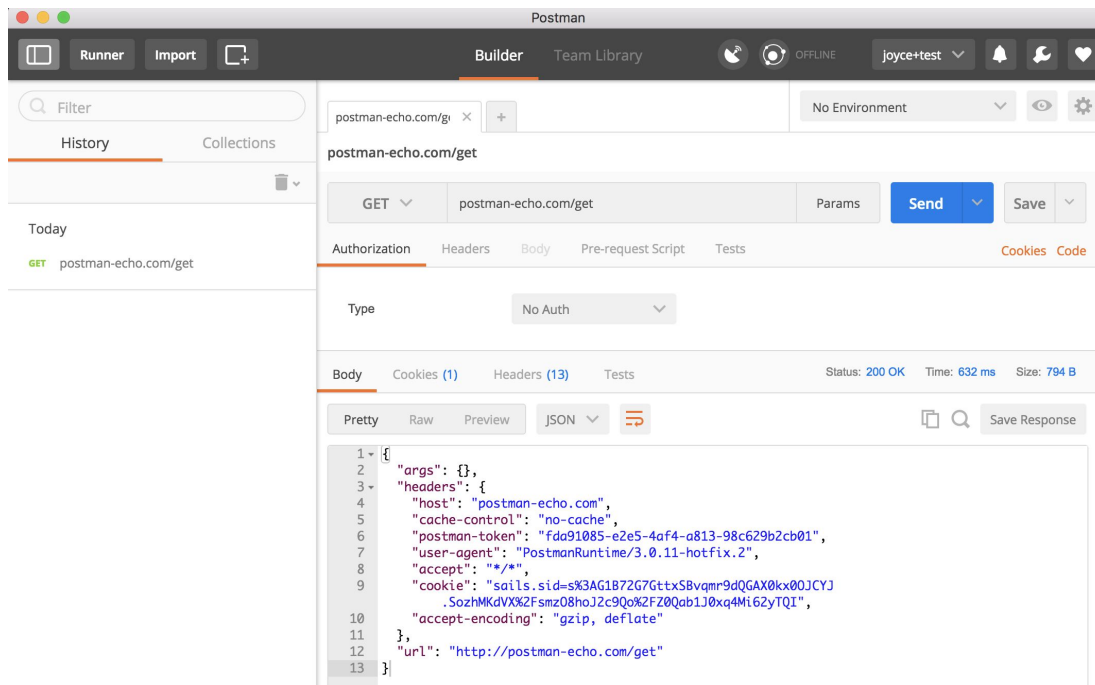 Postman
Runner Import Builder Team Library OFFLINE joyce+test
Filter
History Collections
Today
GET postman-echo.com/get
postman-echo.com/ge × + No Environment
postman-echo.com/get
GET postman-echo.com/get Params Send Save
Authorization Headers Body Pre-request Script Tests Cookies Code
Type No Auth
Body Cookies (1) Headers (13) Tests Status: 200 OK Time: 632 ms Size: 794 B
Pretty Raw Preview JSON Save Response
1 {
2 "args": {},
3 "headers": {
4 "host": "postman-echo.com",
5 "cache-control": "no-cache",
6 "postman-token": "fda91085-e2e5-4af4-a813-98c629b2cb01",
7 "user-agent": "PostmanRuntime/3.0.11-hotfix.2",
8 "accept": "*/*",
9 "cookie": "sails.sid=s%3AG1B72G7GttxSBvqmr9dQGAX0kx0OJCYJ
.SozhMKdVX%2FsmzO8hoJ2c9Qo%2FZ0Qab1J0xq4Mi62yTQI",
10 "accept-encoding": "gzip, deflate"
11 },
12 "url": "http://postman-echo.com/get"
13 }